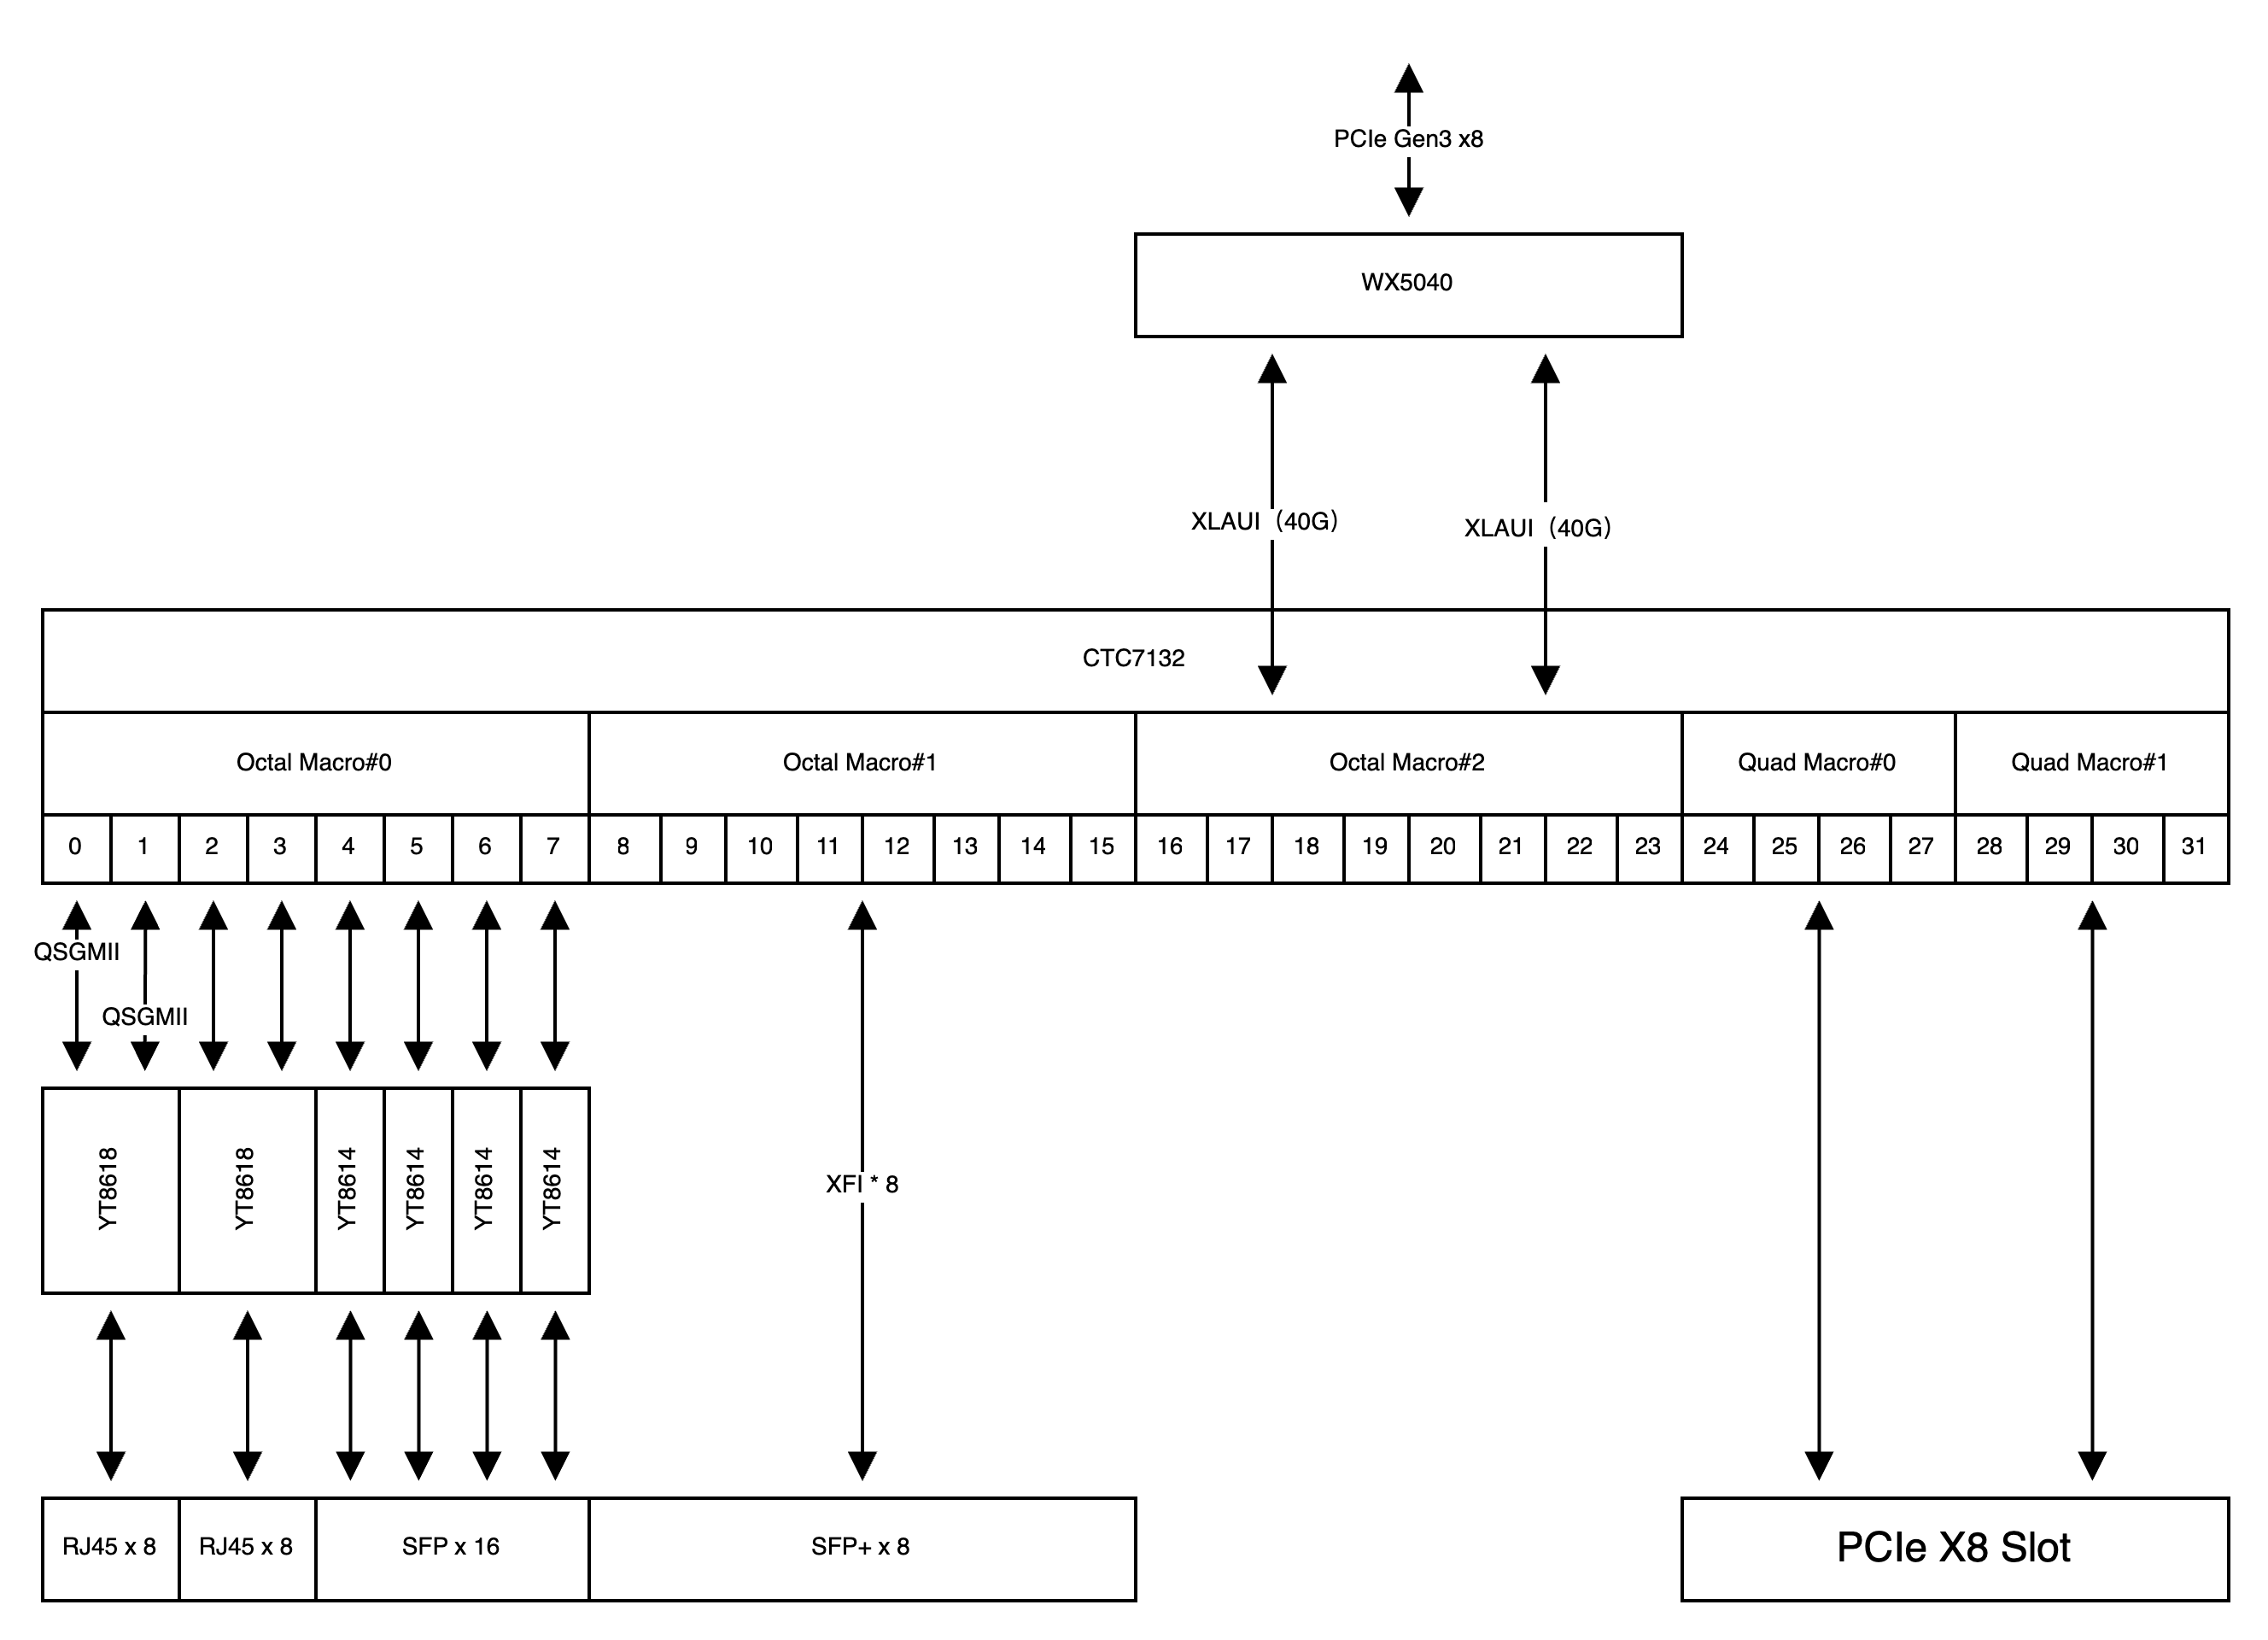 PCIe Gen3 x8
WX5040
XLAUI（40G）
XLAUI（40G）
CTC7132
Octal Macro#0
Octal Macro#1
Octal Macro#2
Quad Macro#0
Quad Macro#1
0
1
2
3
4
5
6
7
8
9
10
11
12
13
14
15
16
17
18
19
20
21
22
23
24
25
26
27
28
29
30
31
QSGMII
QSGMII
YT8618
YT8618
YT8614
YT8614
YT8614
YT8614
XFI * 8
RJ45 x 8
RJ45 x 8
SFP x 16
SFP+ x 8
PCIe X8 Slot